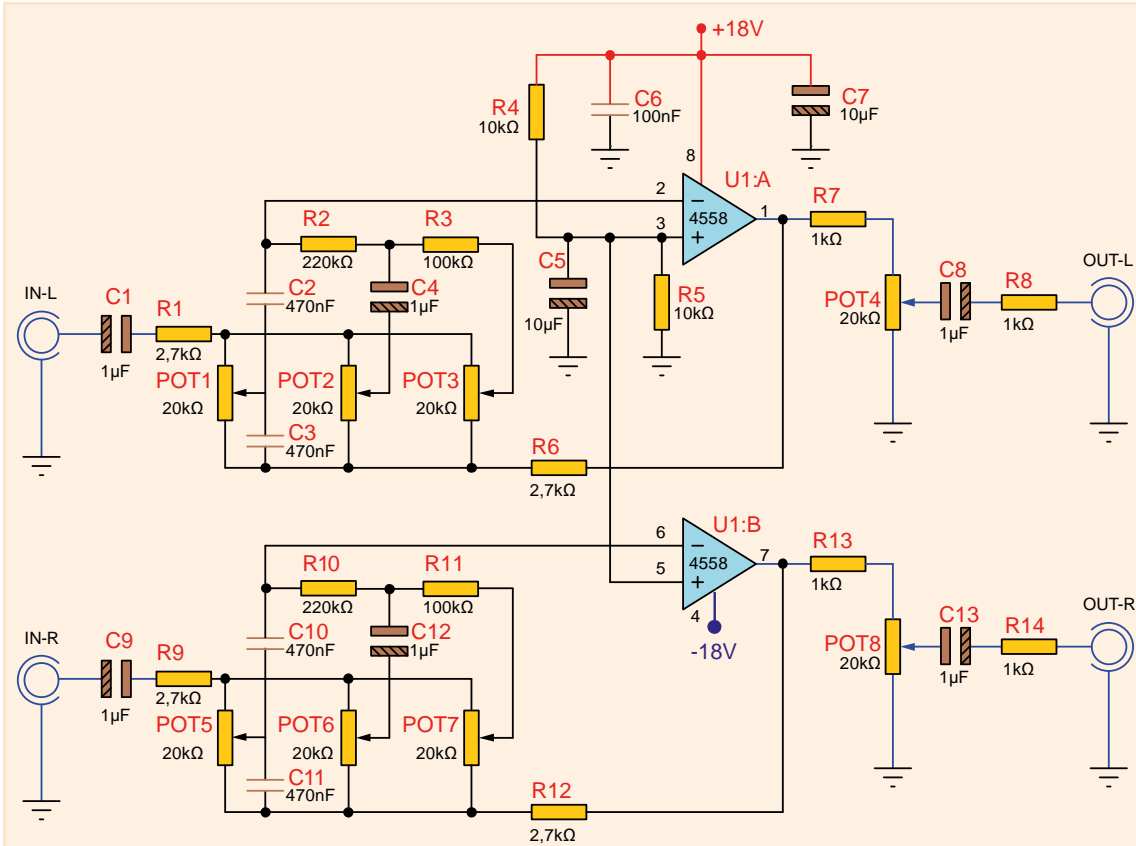 +18V
R4
10kΩ
C6
100nF
C7
10µF
8
U1:A
2
4558
3
1
R7
1kΩ
R2
220kΩ
R3
100kΩ
C5
10µF
R5
10kΩ
C2
470nF
C4
1µF
IN-L
C1
1µF
R1
2,7kΩ
POT1
20kΩ
POT2
20kΩ
POT3
20kΩ
POT4
20kΩ
C8
1µF
R8
1kΩ
OUT-L
C3
470nF
R6
2,7kΩ
U1:B
6
4558
5
7
4
-18V
R13
1kΩ
R10
220kΩ
R11
100kΩ
C10
470nF
C12
1µF
IN-R
C9
1µF
R9
2,7kΩ
POT5
20kΩ
POT6
20kΩ
POT7
20kΩ
POT8
20kΩ
C13
1µF
R14
1kΩ
OUT-R
C11
470nF
R12
2,7kΩ